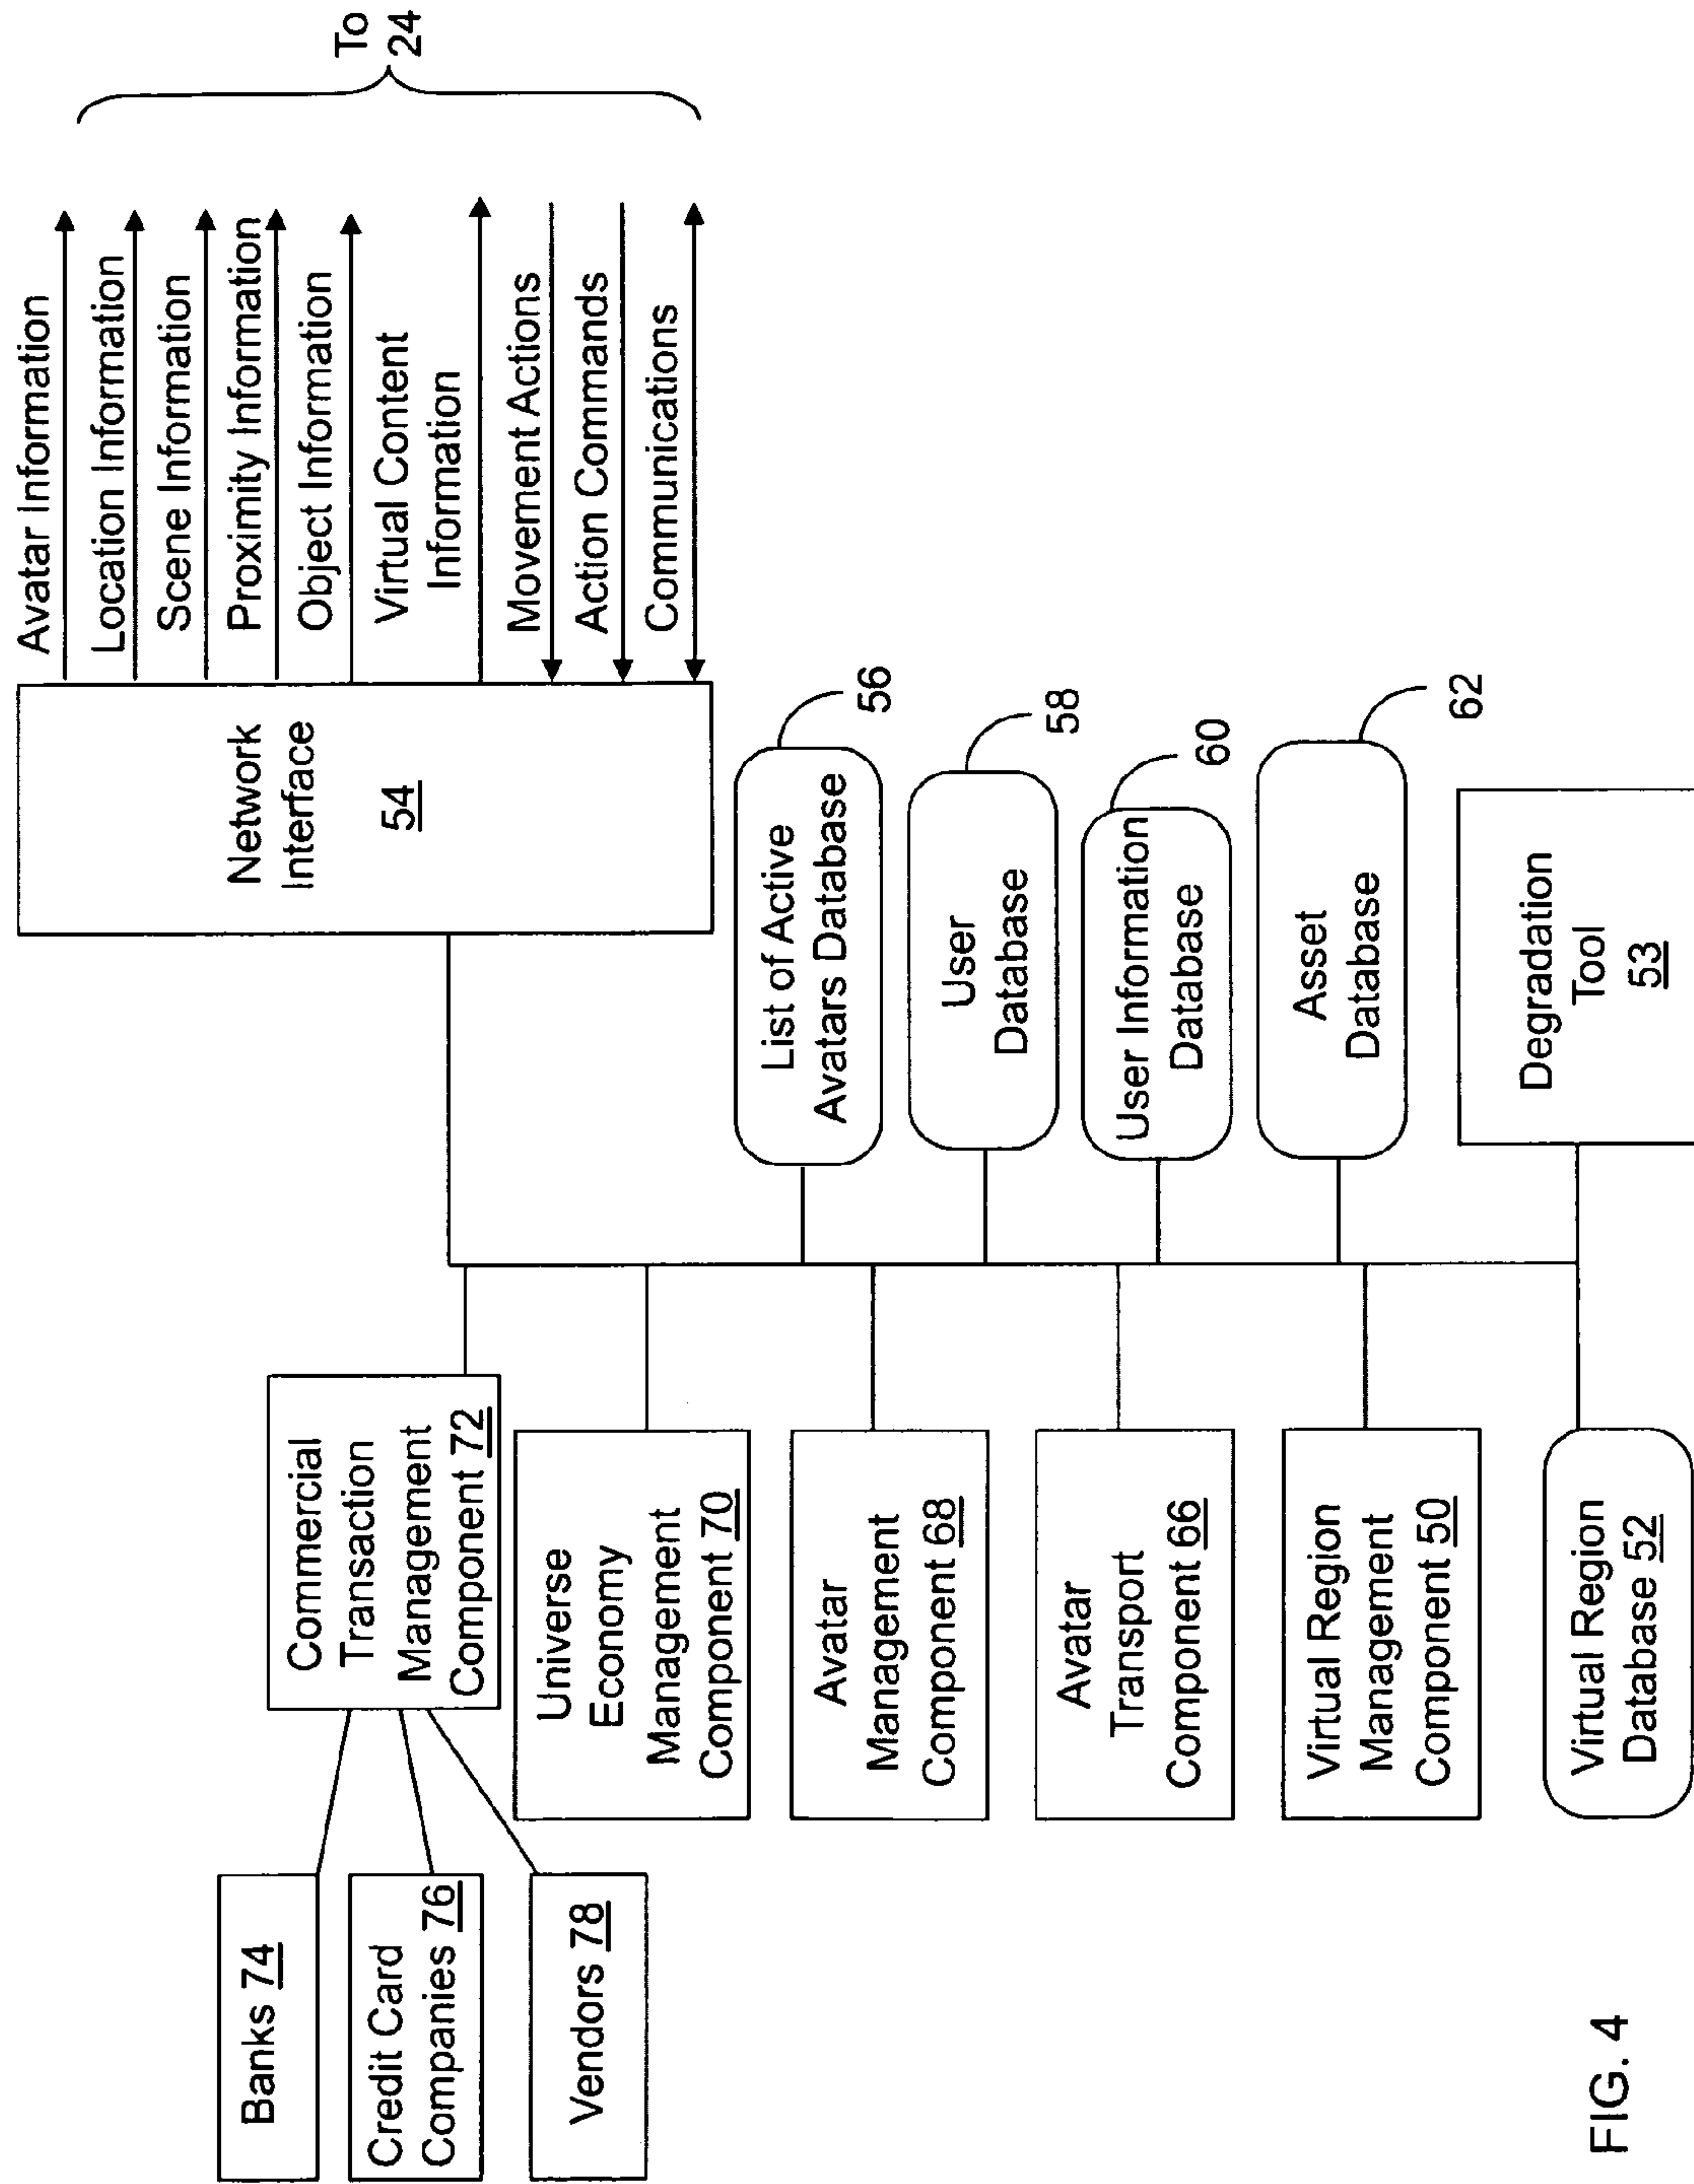 Avatar Information
Location Information
Scene Information
Proximity Information
Object Information
Virtual Content
Information
Movement Actions
Action Commands
Communications
To
24
Network
Interface
54
Banks 74
Credit Card
Companies 76
Vendors 78
Commercial
Transaction
Management
Component 72
Universe
Economy
Management
Component 70
Avatar
Management
Component 68
Avatar
Transport
Component 66
Virtual Region
Management
Component 50
Virtual Region
Database 52
List of Active
Avatars Database
56
User
Database
58
User Information
Database
60
Asset
Database
62
Degradation
Tool
53
FIG. 4